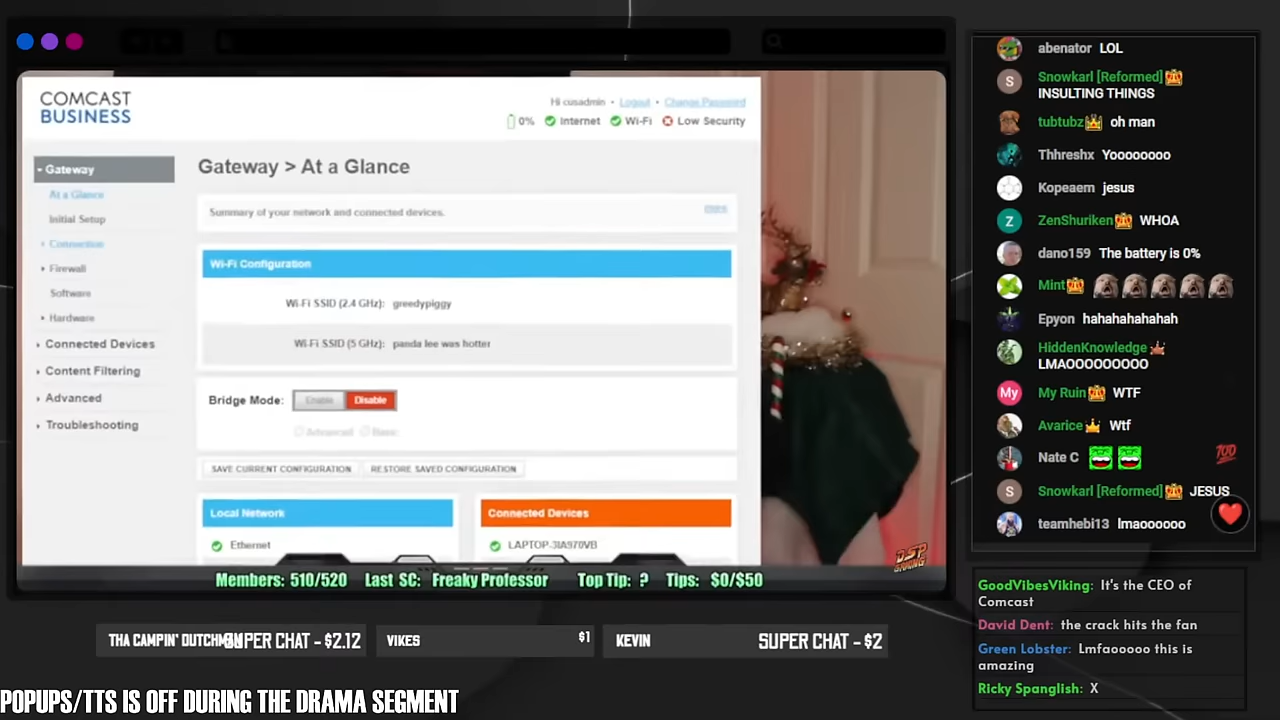 COMCAST
BUSINESS
Hi cusadmin • Logout • Change Password
0% Internet Wi-Fi Low Security
Gateway
At a Glance
Initial Setup
Connection
Firewall
Software
Hardware
Connected Devices
Content Filtering
Advanced
Troubleshooting
Gateway > At a Glance
Summary of your network and connected devices.
Wi-Fi Configuration
Wi-Fi SSID (2.4 GHz): greedypiggy
Wi-Fi SSID (5 GHz): panda lee was hotter
Bridge Mode: Enable Disable
Advanced Basic
SAVE CURRENT CONFIGURATION RESTORE SAVED CONFIGURATION
Local Network
Ethernet
Connected Devices
LAPTOP-3IA970VB
DSP
GAMING
Members: 510/520 Last SC: Freaky Professor Top Tip: ? Tips: $0/$50
THA CAMPIN' DUTCHMAN SUPER CHAT - $2.12
VIKES $1
KEVIN SUPER CHAT - $2
POPUPS/TTS IS OFF DURING THE DRAMA SEGMENT
abenator LOL
S Snowkarl [Reformed]
INSULTING THINGS
tubtubz oh man
Thhreshx Yoooooooo
Kopeaem jesus
Z ZenShuriken WHOA
dano159 The battery is 0%
Mint
Epyon hahahahahahah
HiddenKnowledge
LMAOOOOOOOOO
My My Ruin WTF
Avarice Wtf
Nate C
100
S Snowkarl [Reformed] JESUS
teamhebi13 lmaoooooo
GoodVibesViking: It's the CEO of
Comcast
David Dent: the crack hits the fan
Green Lobster: Lmfaooooo this is
amazing
Ricky Spanglish: X